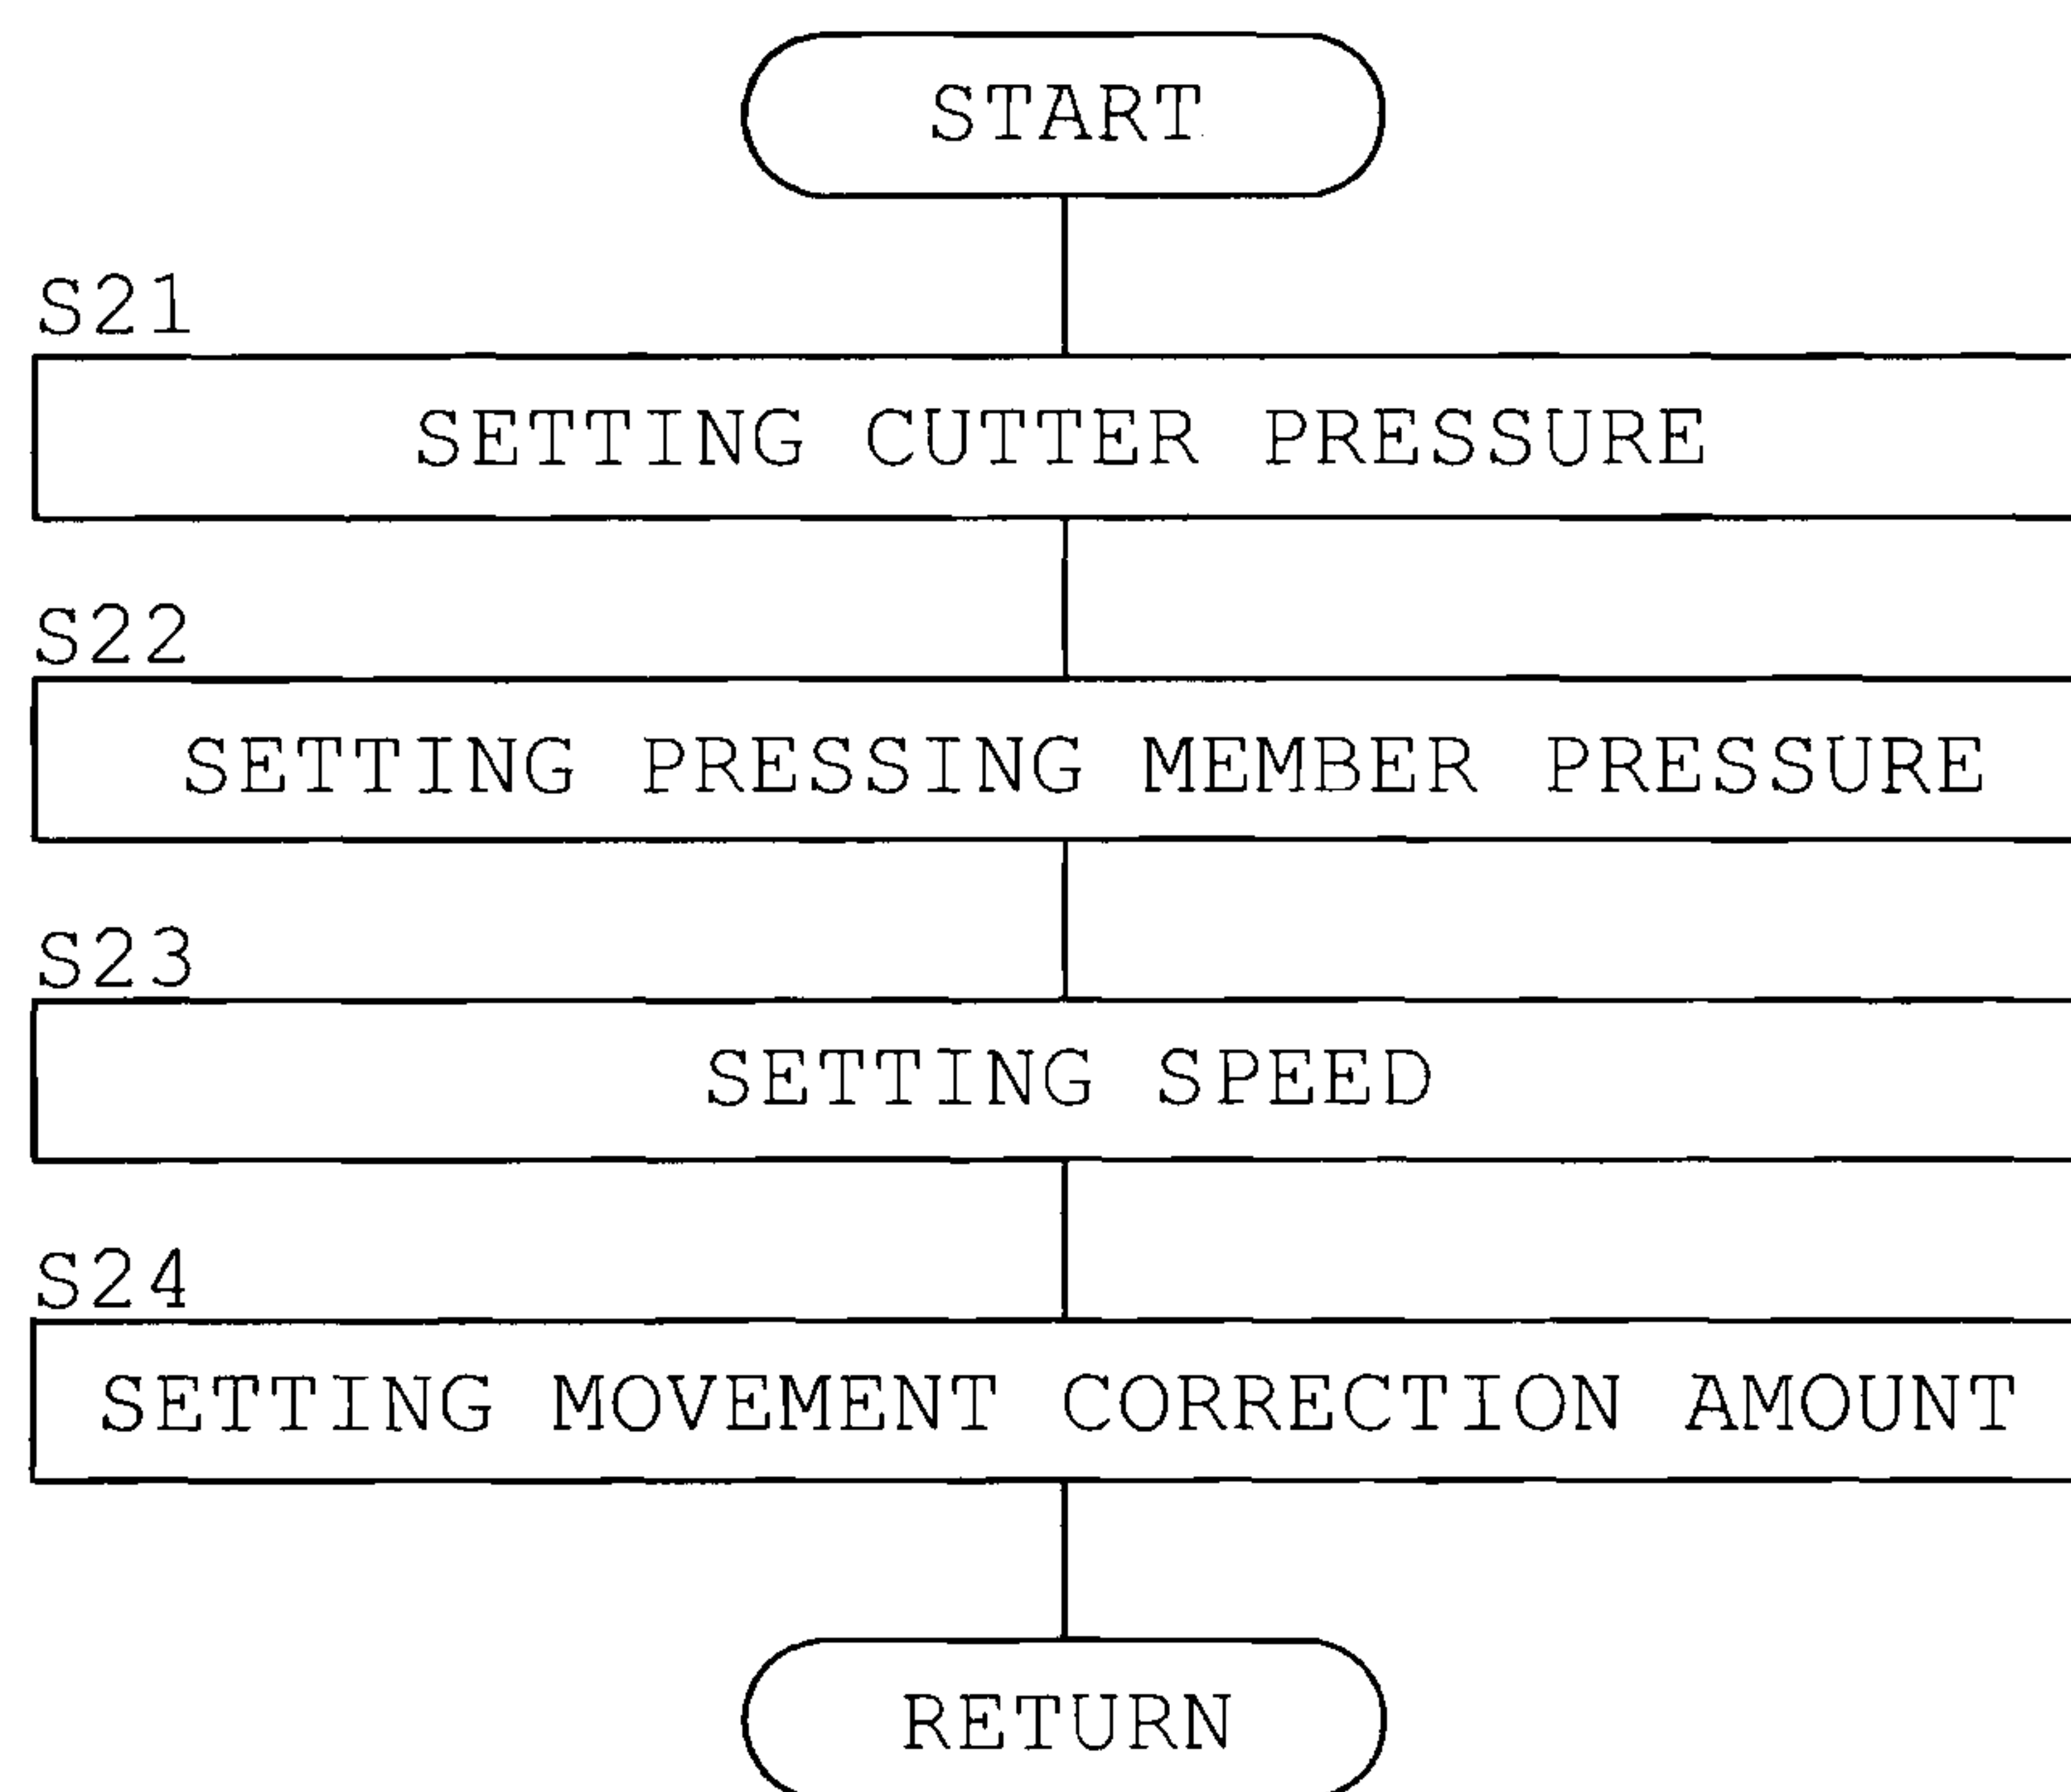 START
S21
SETTING CUTTER PRESSURE
S22
SETTING PRESSING MEMBER PRESSURE
S23
SETTING SPEED
S24
SETTING MOVEMENT CORRECTION AMOUNT
RETURN